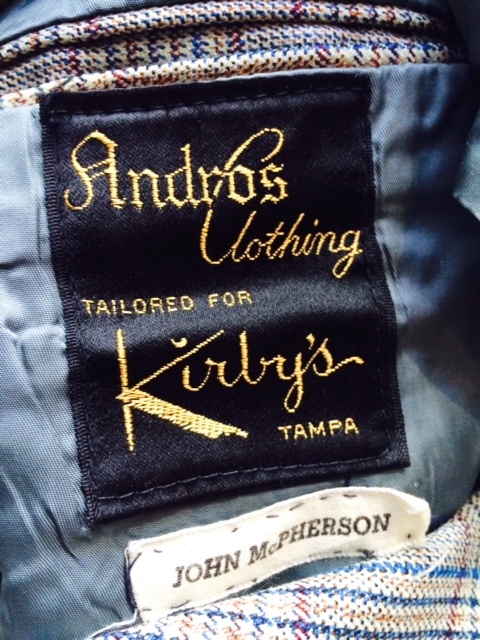 Andros
Clothing
TAILORED FOR
Kirby's
TAMPA
JOHN McPHERSON